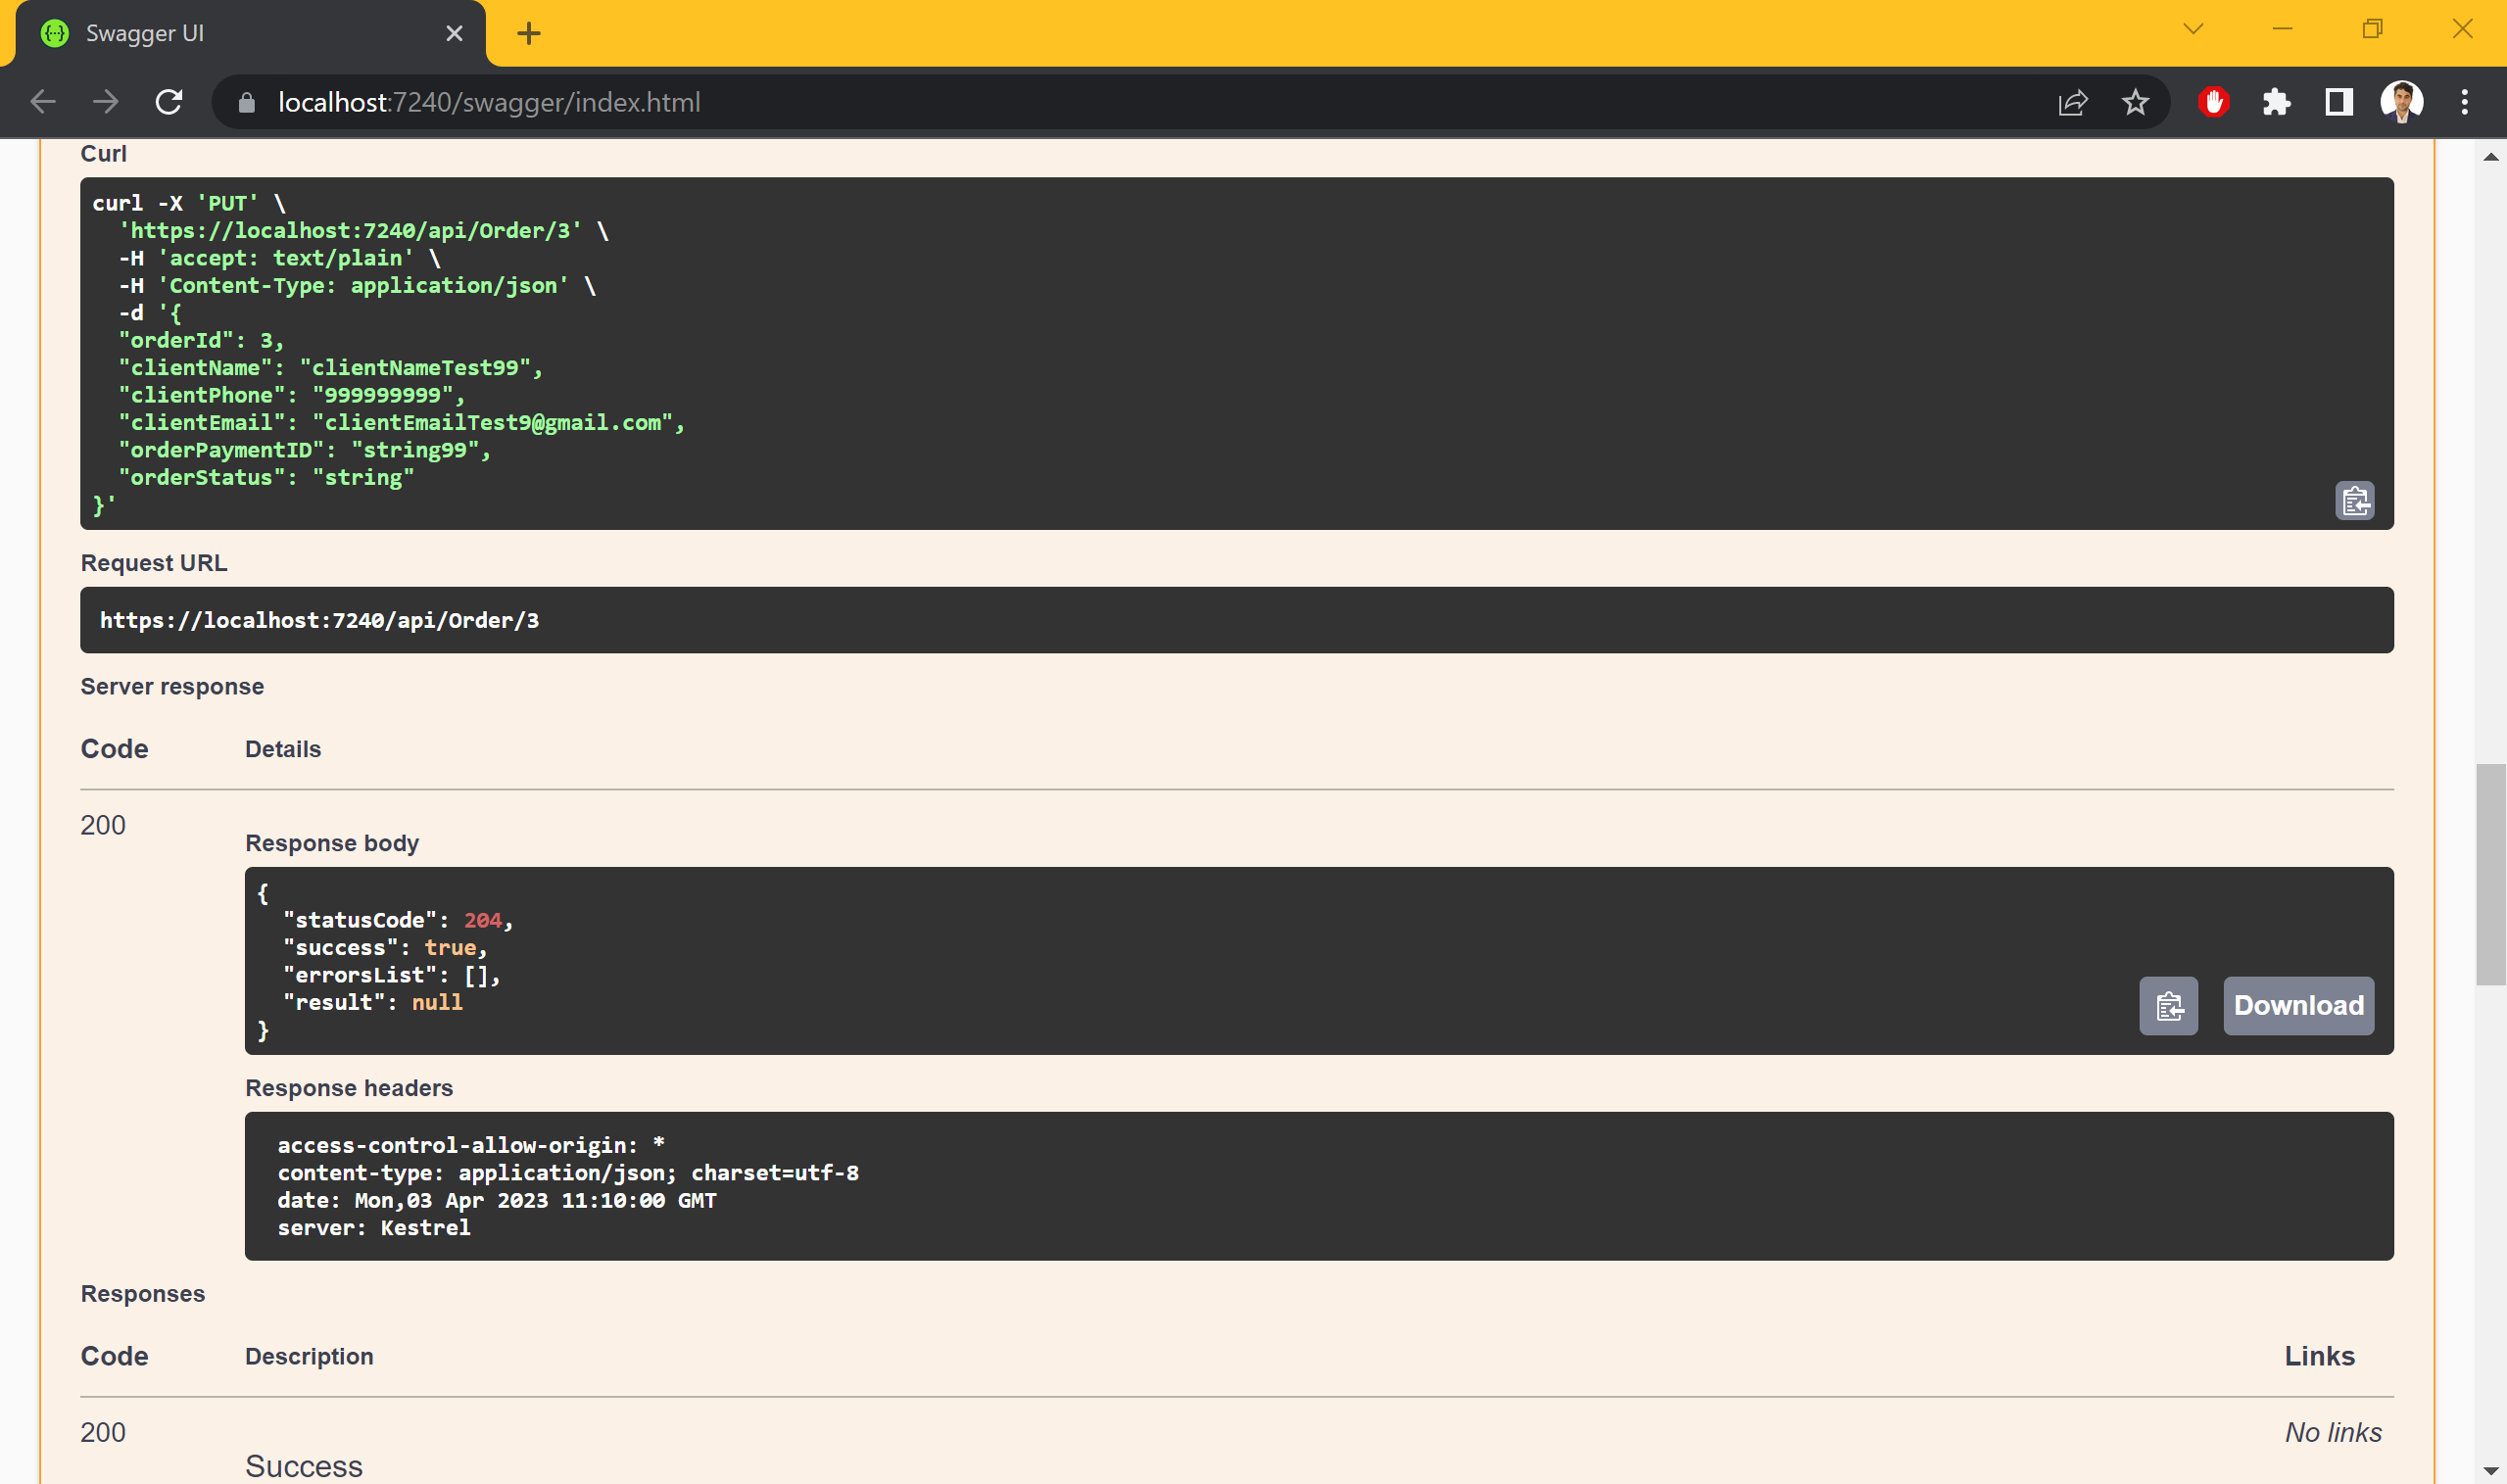 Swagger UI
localhost:7240/swagger/index.html
Curl
curl -X 'PUT' \
  'https://localhost:7240/api/Order/3' \
  -H 'accept: text/plain' \
  -H 'Content-Type: application/json' \
  -d '{
  "orderId": 3,
  "clientName": "clientNameTest99",
  "clientPhone": "999999999",
  "clientEmail": "clientEmailTest9@gmail.com",
  "orderPaymentID": "string99",
  "orderStatus": "string"
}'
Request URL
https://localhost:7240/api/Order/3
Server response
Code Details
200
Response body
{
  "statusCode": 204,
  "success": true,
  "errorsList": [],
  "result": null
}
Download
Response headers
access-control-allow-origin: *
content-type: application/json; charset=utf-8
date: Mon,03 Apr 2023 11:10:00 GMT
server: Kestrel
Responses
Code Description Links
200 No links
Success